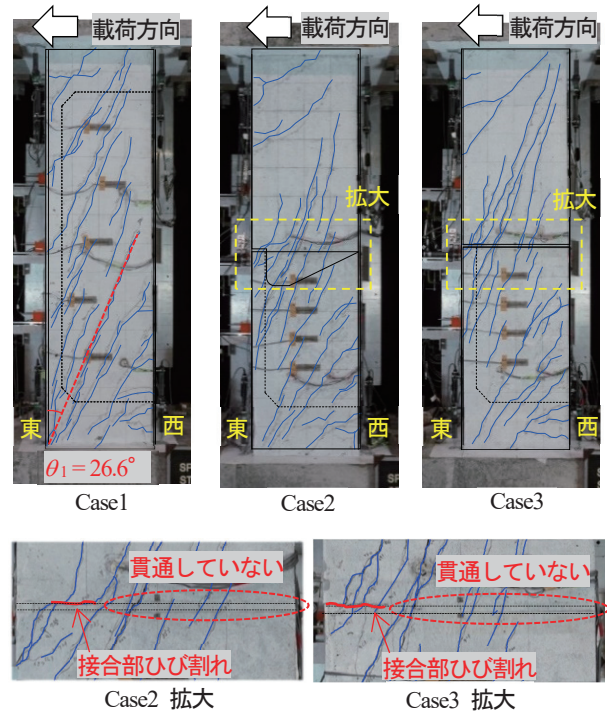 載荷方向
載荷方向
載荷方向
拡大
拡大
東
西
東
西
東
西
θ1 = 26.6°
SP
ST
Case1
Case2
Case3
貫通していない
貫通していない
接合部ひび割れ
接合部ひび割れ
Case2 拡大
Case3 拡大